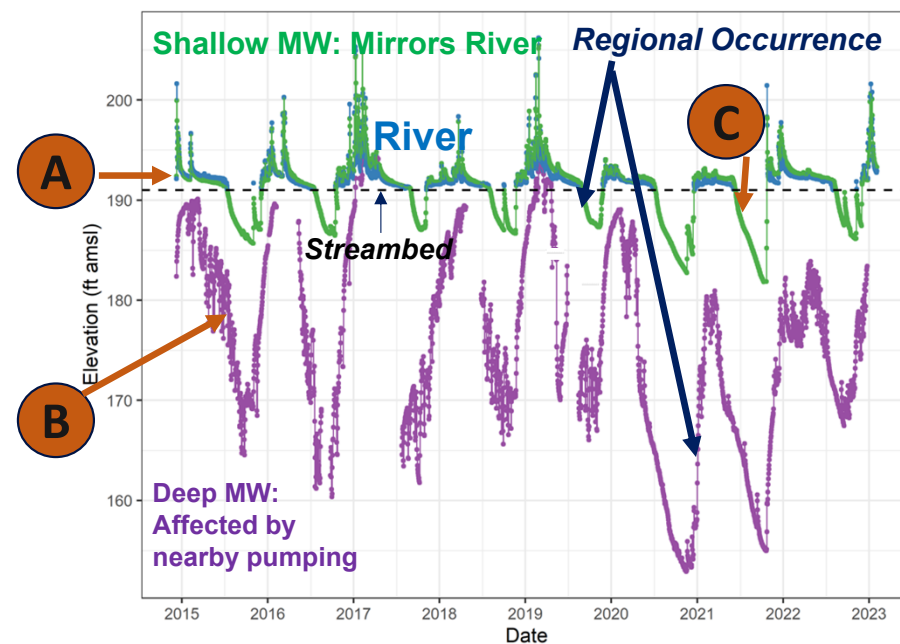 Shallow MW: Mirrors River
Regional Occurrence
River
A
C
Streambed
B
Deep MW:
Affected by
nearby pumping
Elevation (ft amsl)
200
190
180
170
160
2015 2016 2017 2018 2019 2020 2021 2022 2023
Date